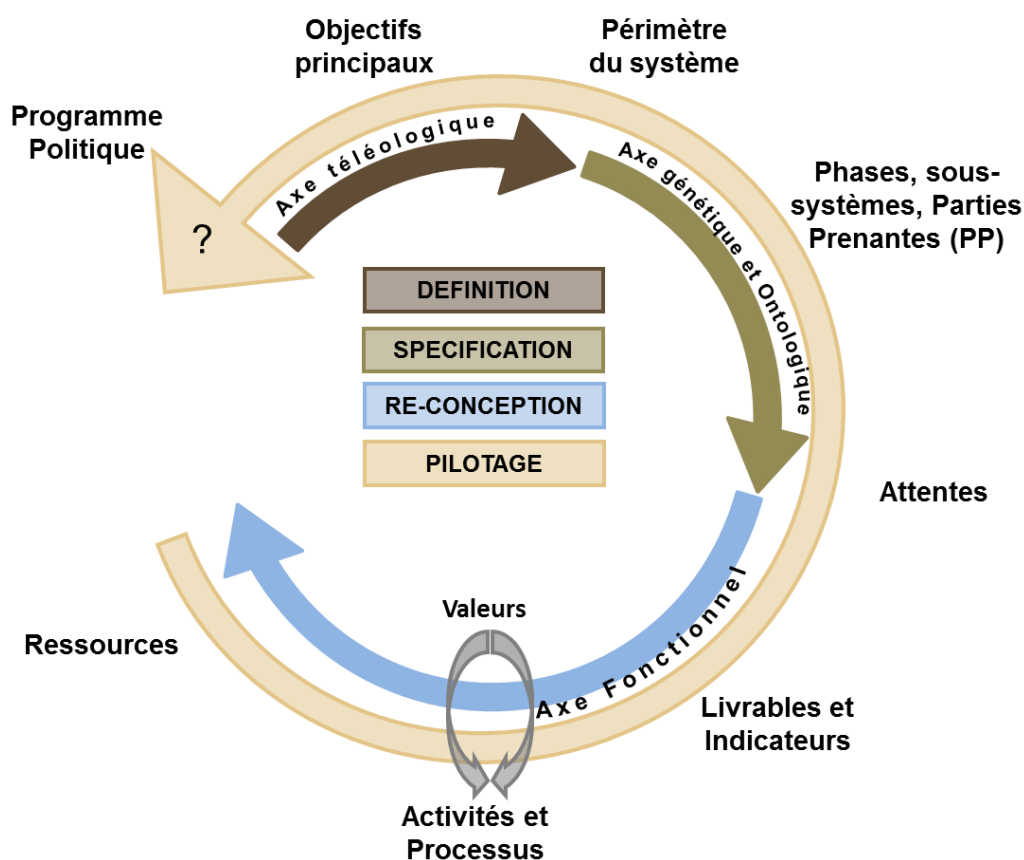 Objectifs
principaux
Périmètre
du système
Programme
Politique
Axe téléologique
Axe génétique et Ontologique
Phases, sous-
systèmes, Parties
Prenantes (PP)
?
DEFINITION
SPECIFICATION
RE-CONCEPTION
PILOTAGE
Attentes
Axe Fonctionnel
Valeurs
Ressources
Livrables et
Indicateurs
Activités et
Processus